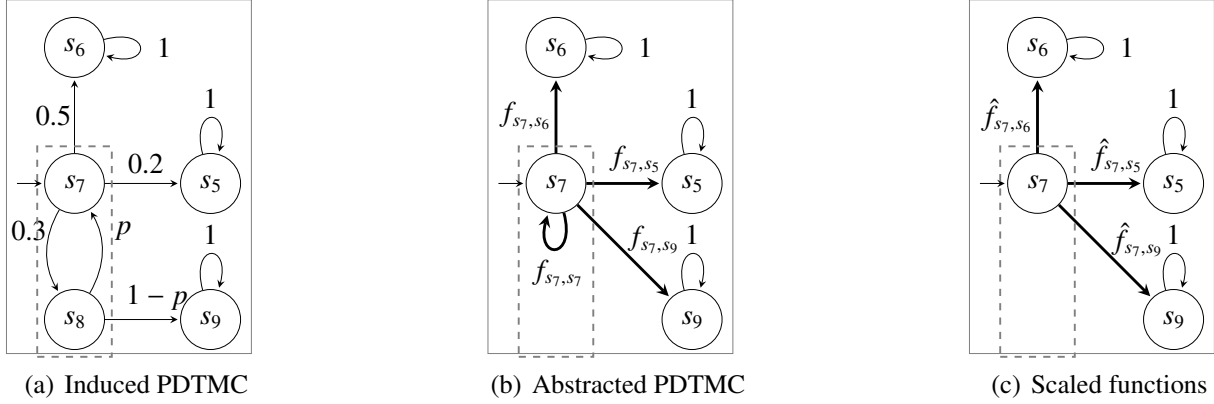 s₆ 1
0.5 1
s₇ 0.2 s₅
0.3 p 1
s₈ 1 − p s₉
(a) Induced PDTMC
s₆ 1
f_{s₇,s₆} 1
s₇ f_{s₇,s₅} s₅
f_{s₇,s₇} f_{s₇,s₉} 1
s₉
(b) Abstracted PDTMC
s₆ 1
f̂_{s₇,s₆} 1
s₇ f̂_{s₇,s₅} s₅
f̂_{s₇,s₉} 1
s₉
(c) Scaled functions